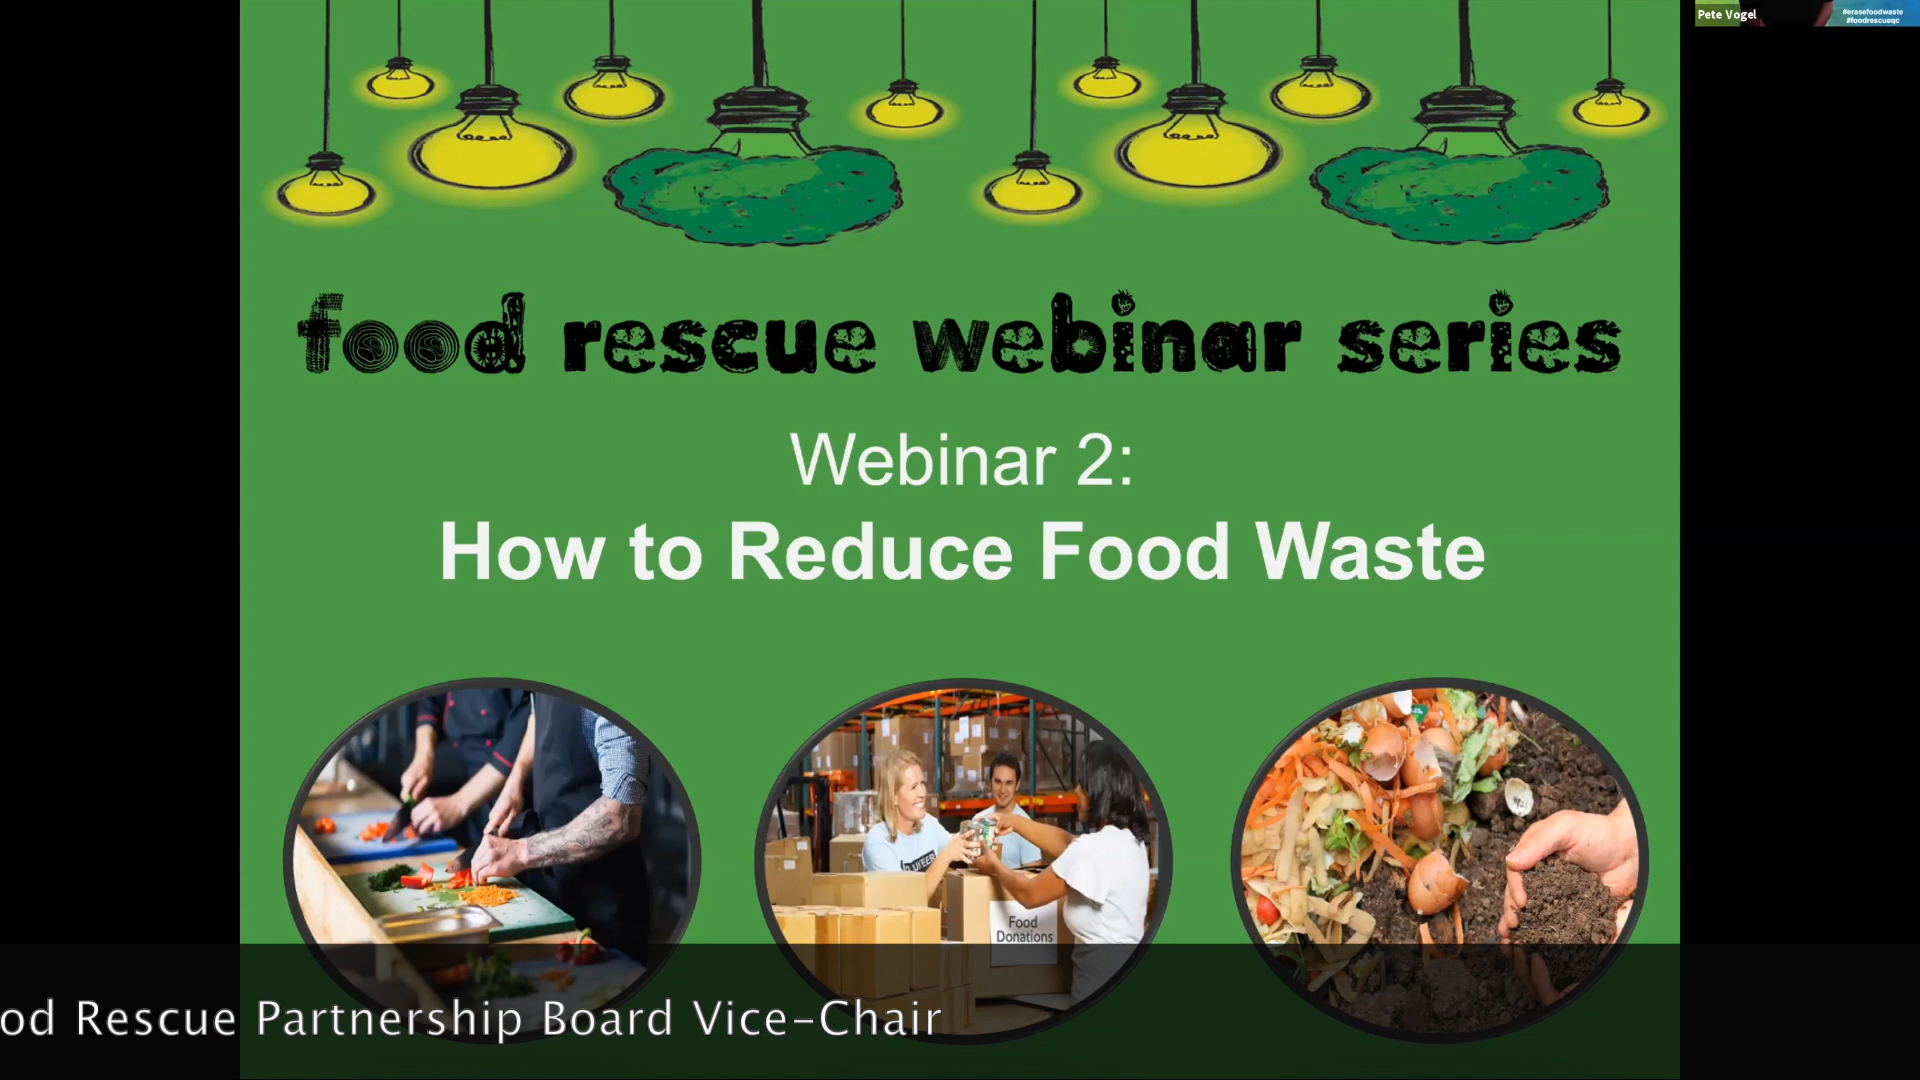 Pete Vogel
#erasefoodwaste
#foodrescueqc
food rescue webinar series
Webinar 2:
How to Reduce Food Waste
Food
Donations
od Rescue Partnership Board Vice-Chair